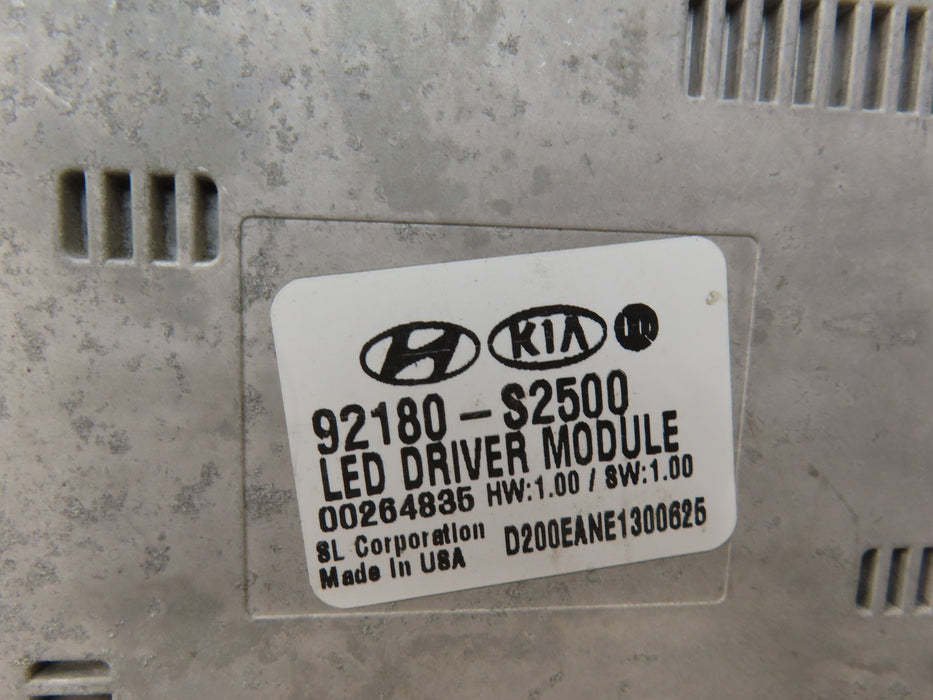 KIA
92180-S2500
LED DRIVER MODULE
00264835 HW:1.00 / SW:1.00
SL Corporation D200EANE1300625
Made In USA